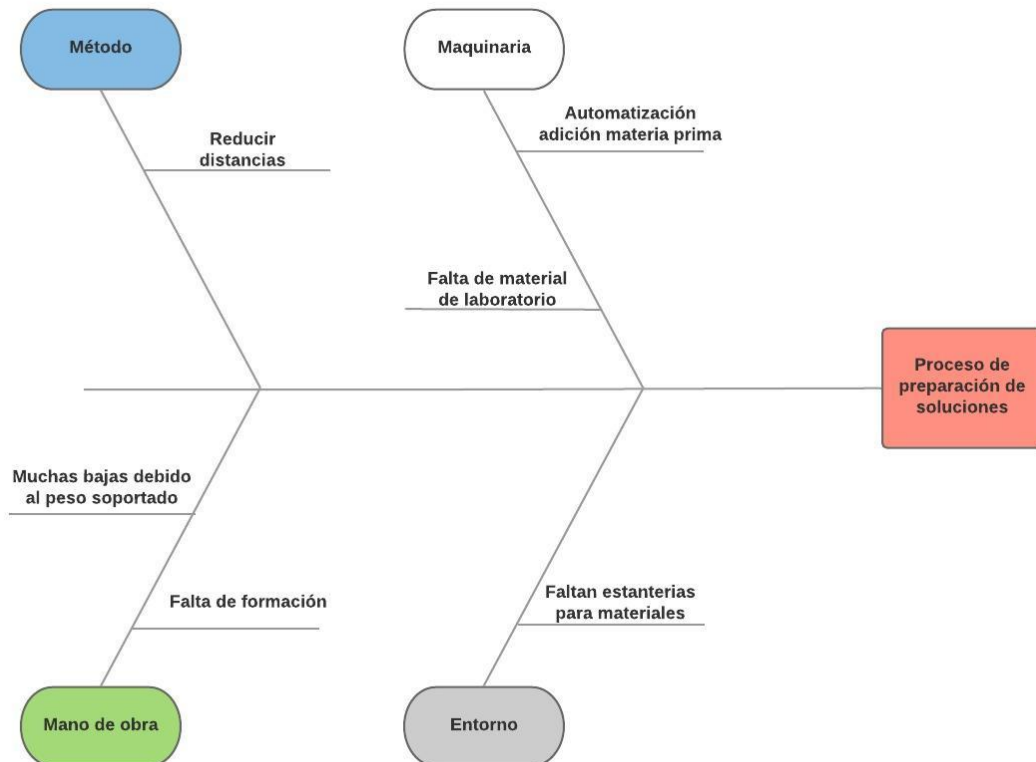 Método
Maquinaria
Automatización
adición materia prima
Reducir
distancias
Falta de material
de laboratorio
Proceso de
preparación de
soluciones
Muchas bajas debido
al peso soportado
Falta de formación
Faltan estanterias
para materiales
Mano de obra
Entorno